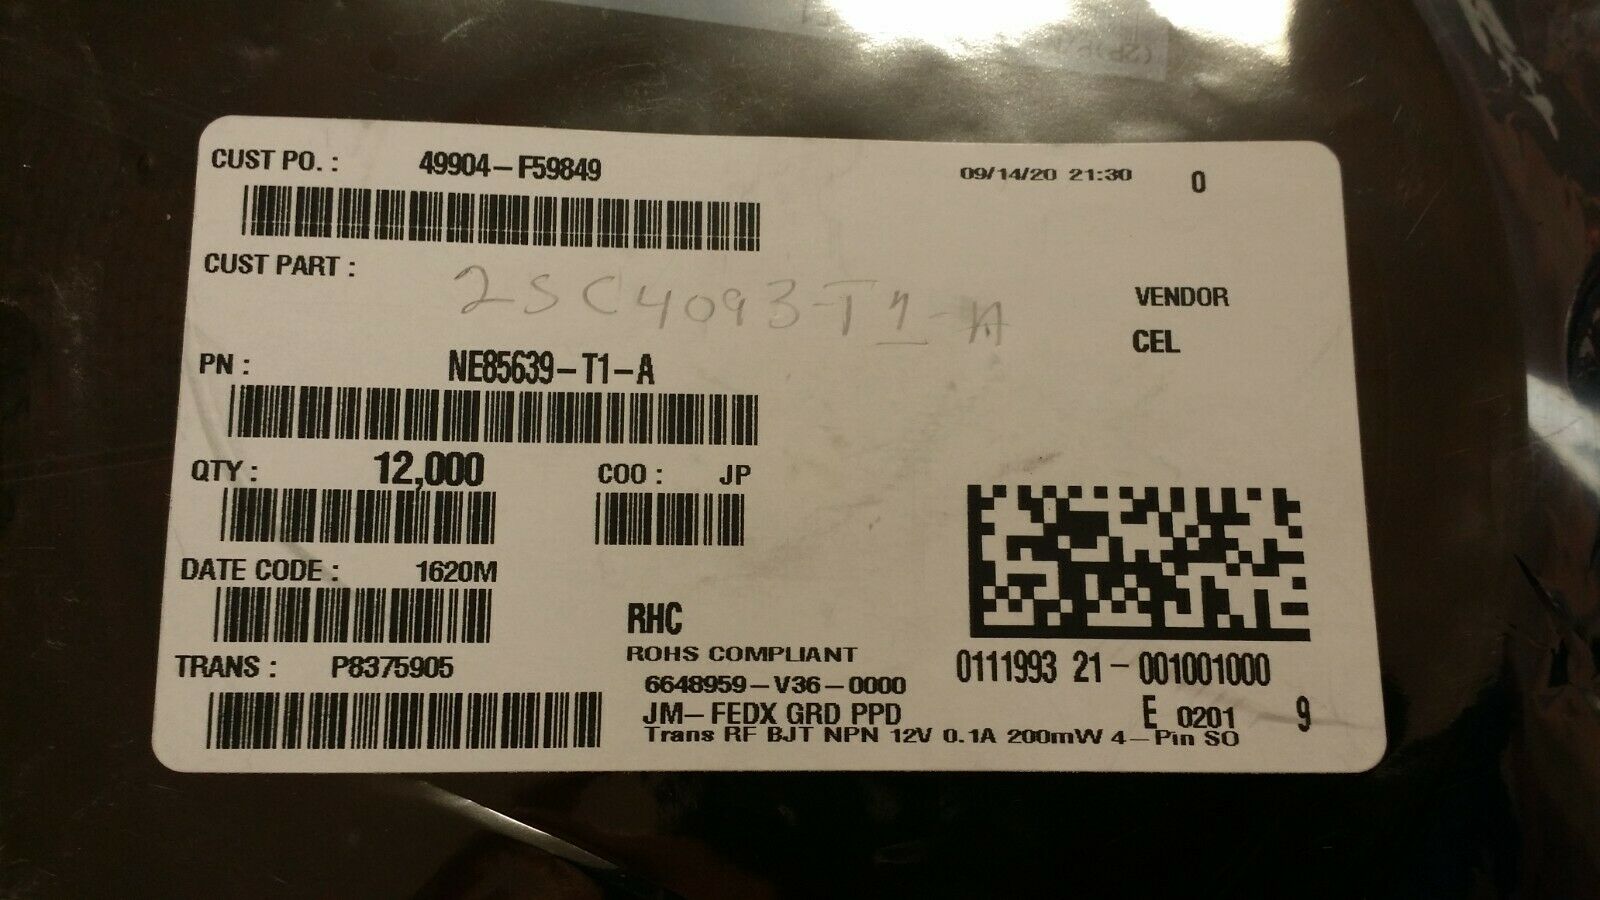 CUST PO. : 49904-F59849
09/14/20 21:30 0
CUST PART : 2SC4093-T1-A
VENDOR
CEL
PN : NE85639-T1-A
QTY : 12,000 COO : JP
DATE CODE : 1620M
RHC
ROHS COMPLIANT
TRANS : P8375905
6648959-V36-0000
JM-FEDX GRD PPD
Trans RF BJT NPN 12V 0.1A 200mW 4-Pin SO
0111993 21-001001000
E 0201 9